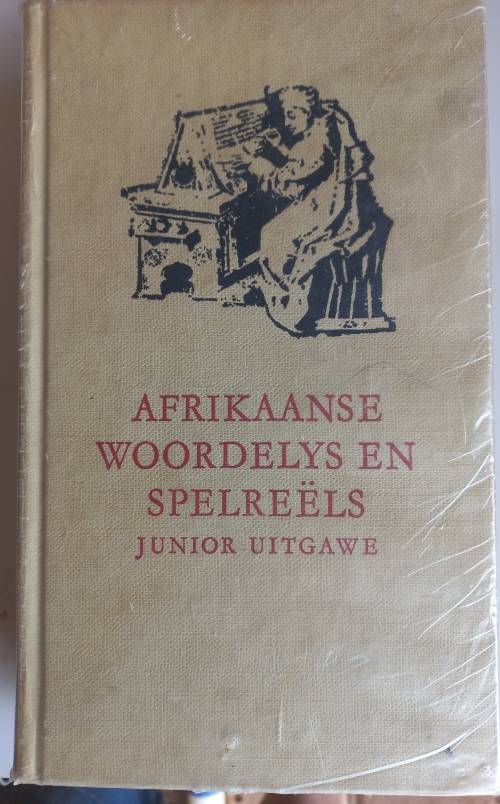 AFRIKAANSE
WOORDELYS EN
SPELREËLS
JUNIOR UITGAWE